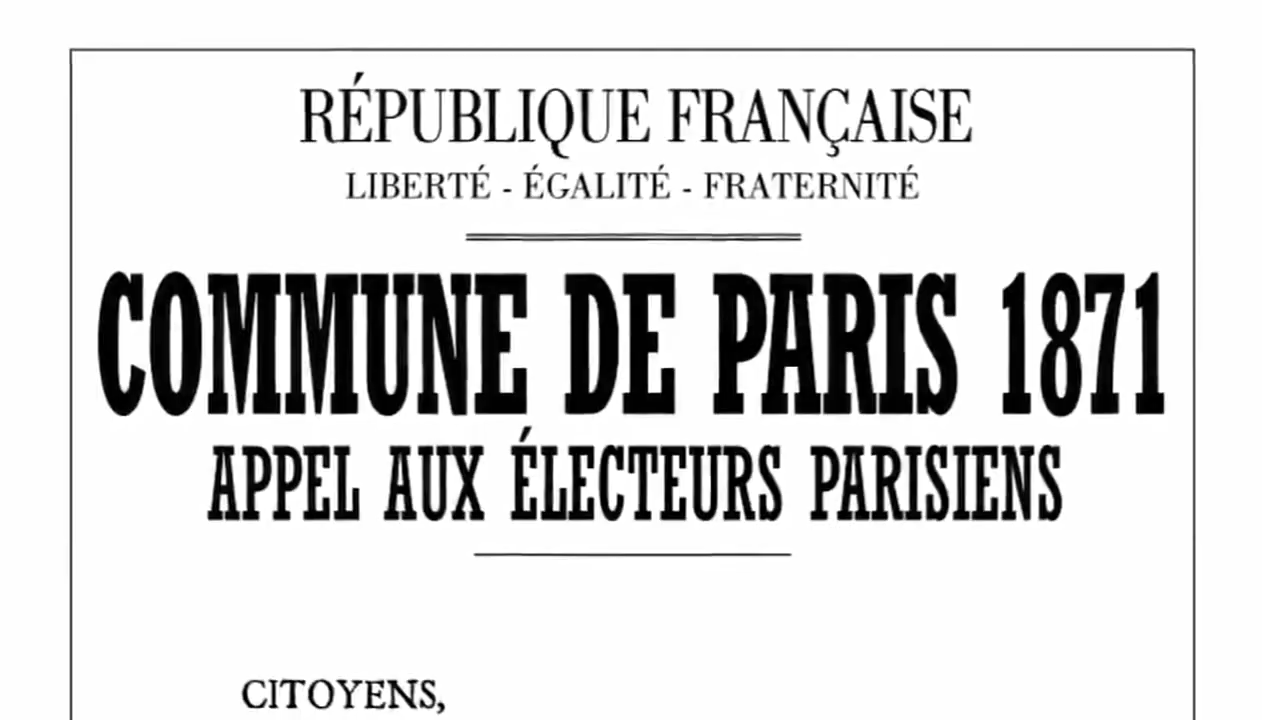 RÉPUBLIQUE FRANÇAISE
LIBERTÉ - ÉGALITÉ - FRATERNITÉ
COMMUNE DE PARIS 1871
APPEL AUX ÉLECTEURS PARISIENS
CITOYENS,